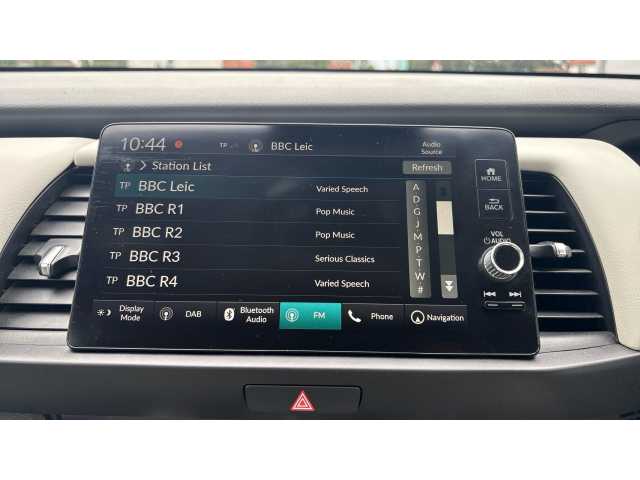 10:44 TP BBC Leic Audio Source
Station List Refresh
TP BBC Leic Varied Speech
TP BBC R1 Pop Music
TP BBC R2 Pop Music
TP BBC R3 Serious Classics
TP BBC R4 Varied Speech
A
D
G
J
M
P
T
W
#
Display Mode
DAB
Bluetooth Audio
FM
Phone
Navigation
HOME
BACK
VOL
AUDIO